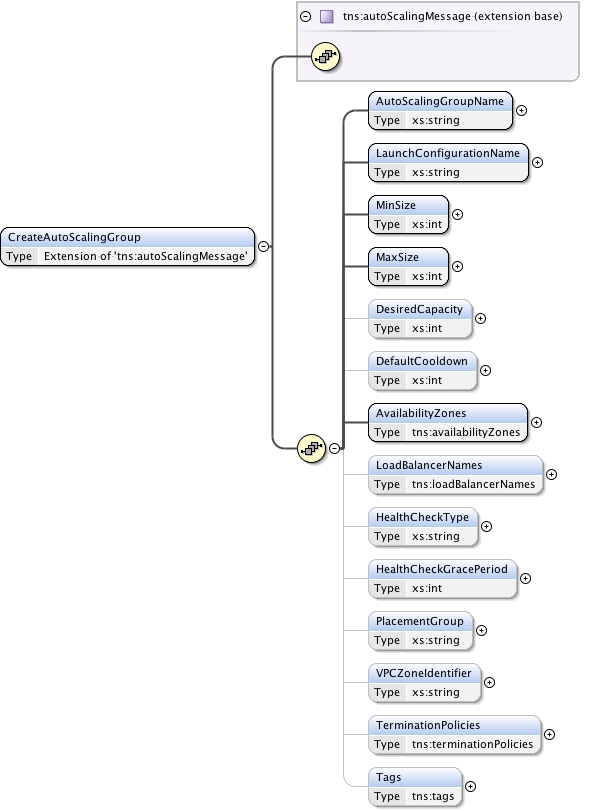 tns:autoScalingMessage (extension base)
AutoScalingGroupName
Type xs:string
LaunchConfigurationName
Type xs:string
MinSize
Type xs:int
CreateAutoScalingGroup
Type Extension of 'tns:autoScalingMessage'
MaxSize
Type xs:int
DesiredCapacity
Type xs:int
DefaultCooldown
Type xs:int
AvailabilityZones
Type tns:availabilityZones
LoadBalancerNames
Type tns:loadBalancerNames
HealthCheckType
Type xs:string
HealthCheckGracePeriod
Type xs:int
PlacementGroup
Type xs:string
VPCZoneIdentifier
Type xs:string
TerminationPolicies
Type tns:terminationPolicies
Tags
Type tns:tags